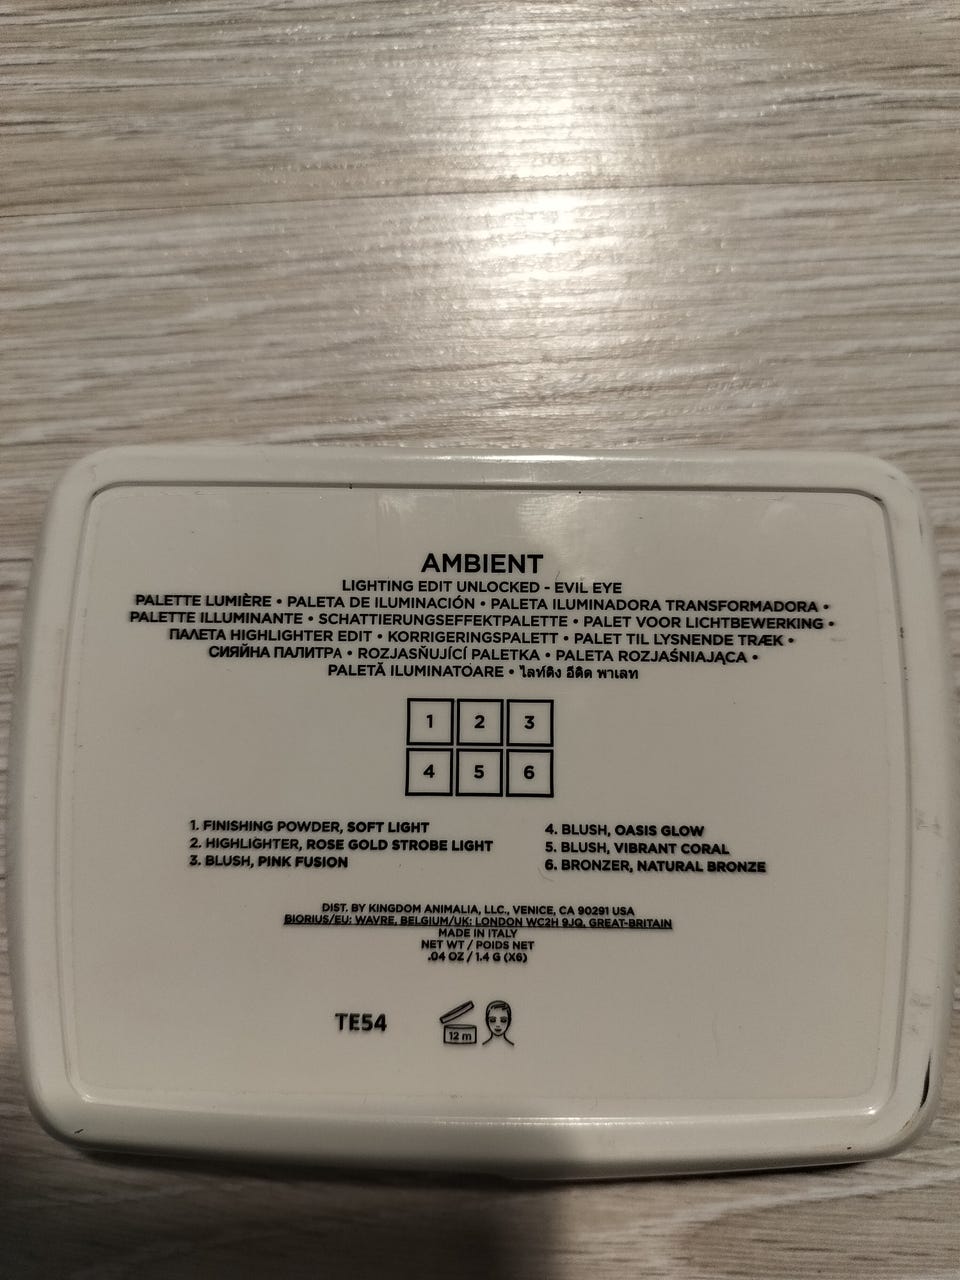 AMBIENT
LIGHTING EDIT UNLOCKED - EVIL EYE
PALETTE LUMIÈRE • PALETA DE ILUMINACIÓN • PALETA ILUMINADORA TRANSFORMADORA •
PALETTE ILLUMINANTE • SCHATTIERUNGSEFFEKTPALETTE • PALET VOOR LICHTBEWERKING •
ΠΑΛΕΤΑ HIGHLIGHTER EDIT • KORRIGERINGSPALETT • PALET TIL LYSNENDE TRÆK •
СИЯЙНА ПАЛИТРА • ROZJASŇUJÍCÍ PALETKA • PALETA ROZJAŚNIAJĄCA •
PALETĂ ILUMINATOARE • ไลท์ติง อีดิต พาเลท
1 2 3
4 5 6
1. FINISHING POWDER, SOFT LIGHT
2. HIGHLIGHTER, ROSE GOLD STROBE LIGHT
3. BLUSH, PINK FUSION
4. BLUSH, OASIS GLOW
5. BLUSH, VIBRANT CORAL
6. BRONZER, NATURAL BRONZE
DIST. BY KINGDOM ANIMALIA, LLC., VENICE, CA 90291 USA
BIORIUS/EU: WAVRE, BELGIUM/UK: LONDON WC2H 9JQ, GREAT-BRITAIN
MADE IN ITALY
NET WT / POIDS NET
.04 OZ / 1.4 G (X6)
TE54
12 m